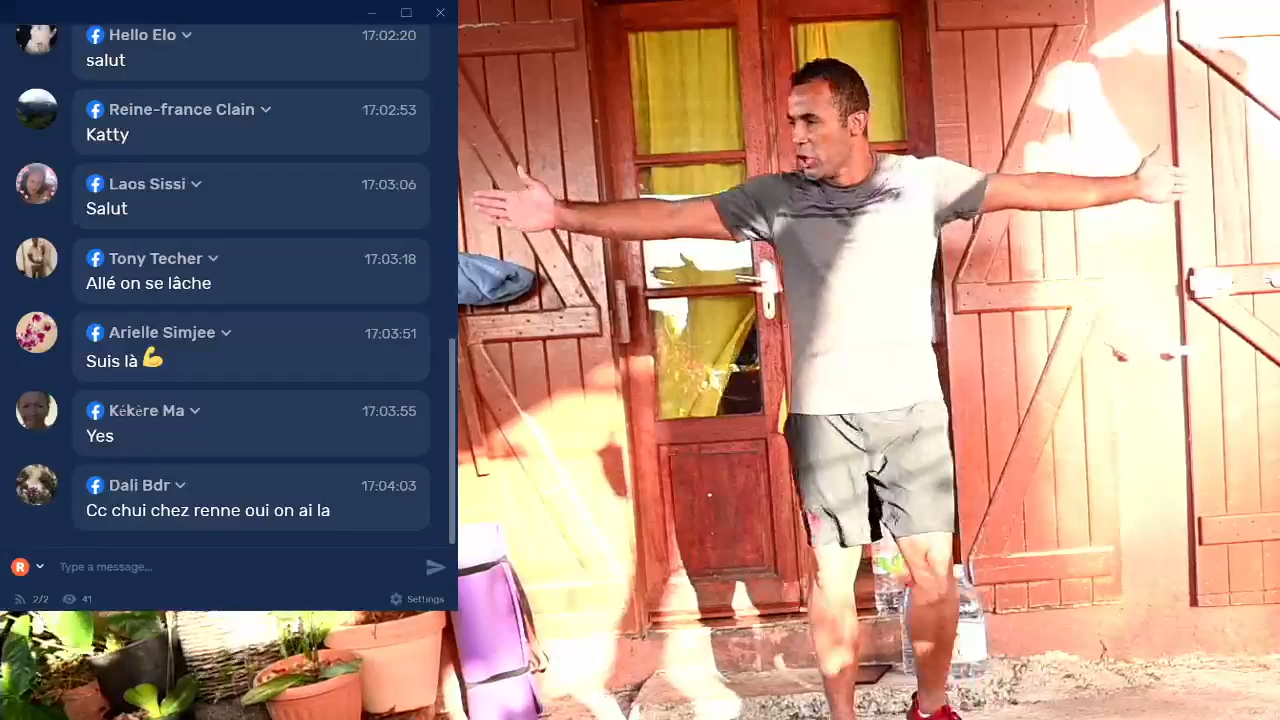 Hello Elo
17:02:20
salut
Reine-france Clain
17:02:53
Katty
Laos Sissi
17:03:06
Salut
Tony Techer
17:03:18
Allé on se lâche
Arielle Simjee
17:03:51
Suis là 💪
Kékère Ma
17:03:55
Yes
Dali Bdr
17:04:03
Cc chui chez renne oui on ai la
R
Type a message...
2/2
41
Settings